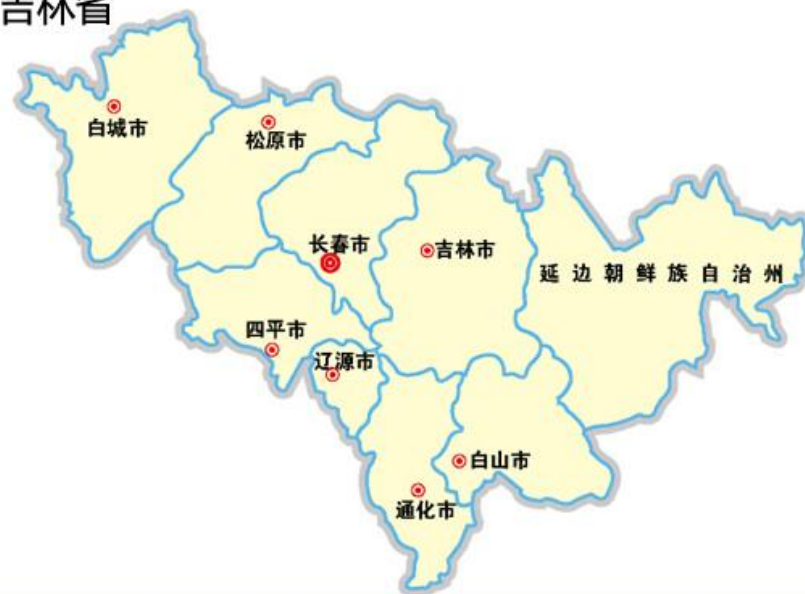 吉林省
白城市
松原市
长春市
吉林市
延边朝鲜族自治州
四平市
辽源市
白山市
通化市